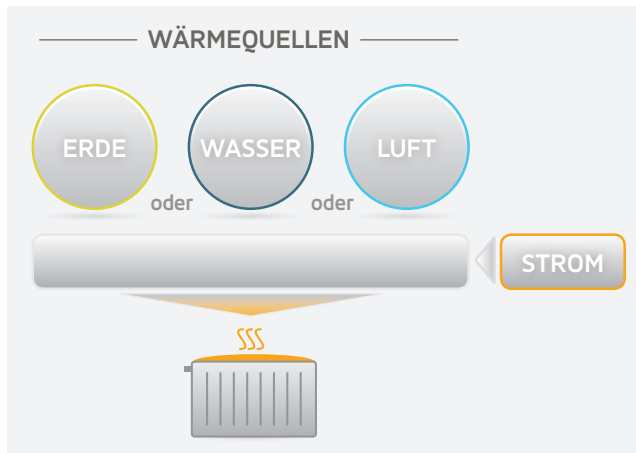 WÄRMEQUELLEN
ERDE
WASSER
LUFT
oder
oder
STROM